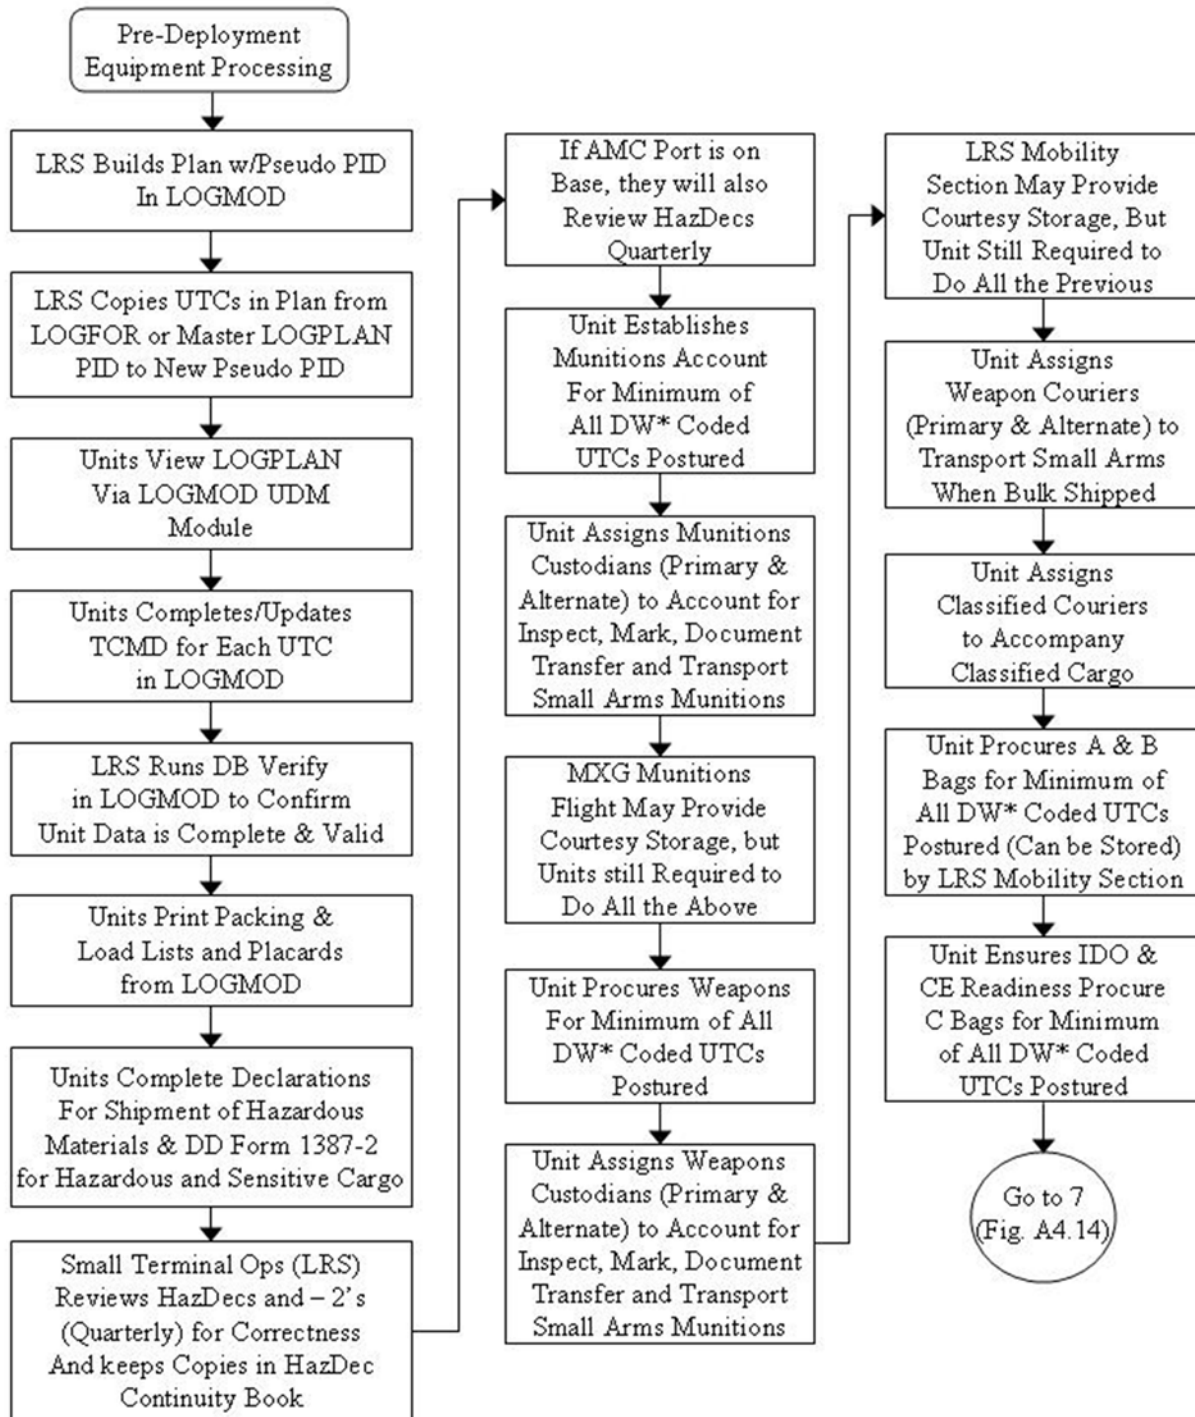 Pre-Deployment
Equipment Processing
LRS Builds Plan w/Pseudo PID
In LOGMOD
LRS Copies UTCs in Plan from
LOGFOR or Master LOGPLAN
PID to New Pseudo PID
Units View LOGPLAN
Via LOGMOD UDM
Module
Units Completes/Updates
TCMD for Each UTC
in LOGMOD
LRS Runs DB Verify
in LOGMOD to Confirm
Unit Data is Complete & Valid
Units Print Packing &
Load Lists and Placards
from LOGMOD
Units Complete Declarations
For Shipment of Hazardous
Materials & DD Form 1387-2
for Hazardous and Sensitive Cargo
Small Terminal Ops (LRS)
Reviews HazDecs and – 2’s
(Quarterly) for Correctness
And keeps Copies in HazDec
Continuity Book
If AMC Port is on
Base, they will also
Review HazDecs
Quarterly
Unit Establishes
Munitions Account
For Minimum of
All DW* Coded
UTCs Postured
Unit Assigns Munitions
Custodians (Primary &
Alternate) to Account for
Inspect, Mark, Document
Transfer and Transport
Small Arms Munitions
MXG Munitions
Flight May Provide
Courtesy Storage, but
Units still Required to
Do All the Above
Unit Procures Weapons
For Minimum of All
DW* Coded UTCs
Postured
Unit Assigns Weapons
Custodians (Primary &
Alternate) to Account for
Inspect, Mark, Document
Transfer and Transport
Small Arms Munitions
LRS Mobility
Section May Provide
Courtesy Storage, But
Unit Still Required to
Do All the Previous
Unit Assigns
Weapon Couriers
(Primary & Alternate) to
Transport Small Arms
When Bulk Shipped
Unit Assigns
Classified Couriers
to Accompany
Classified Cargo
Unit Procures A & B
Bags for Minimum of
All DW* Coded UTCs
Postured (Can be Stored)
by LRS Mobility Section
Unit Ensures IDO &
CE Readiness Procure
C Bags for Minimum
of All DW* Coded
UTCs Postured
Go to 7
(Fig. A4.14)